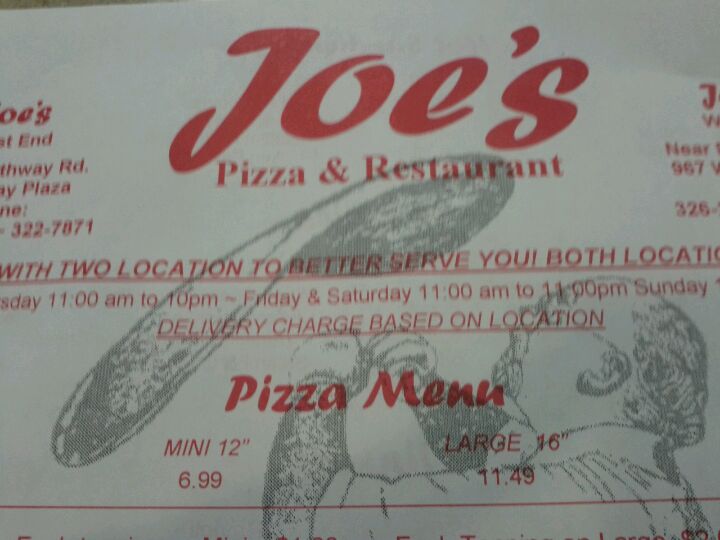 Joe's
Pizza & Restaurant
oe's
st End
thway Rd.
ay Plaza
ne:
- 322-7871
J
W
Near
967 W
326-
WITH TWO LOCATION TO BETTER SERVE YOU! BOTH LOCATIO
rsday 11:00 am to 10pm ~ Friday & Saturday 11:00 am to 11:00pm Sunday
DELIVERY CHARGE BASED ON LOCATION
Pizza Menu
MINI 12" LARGE 16"
6.99 11.49